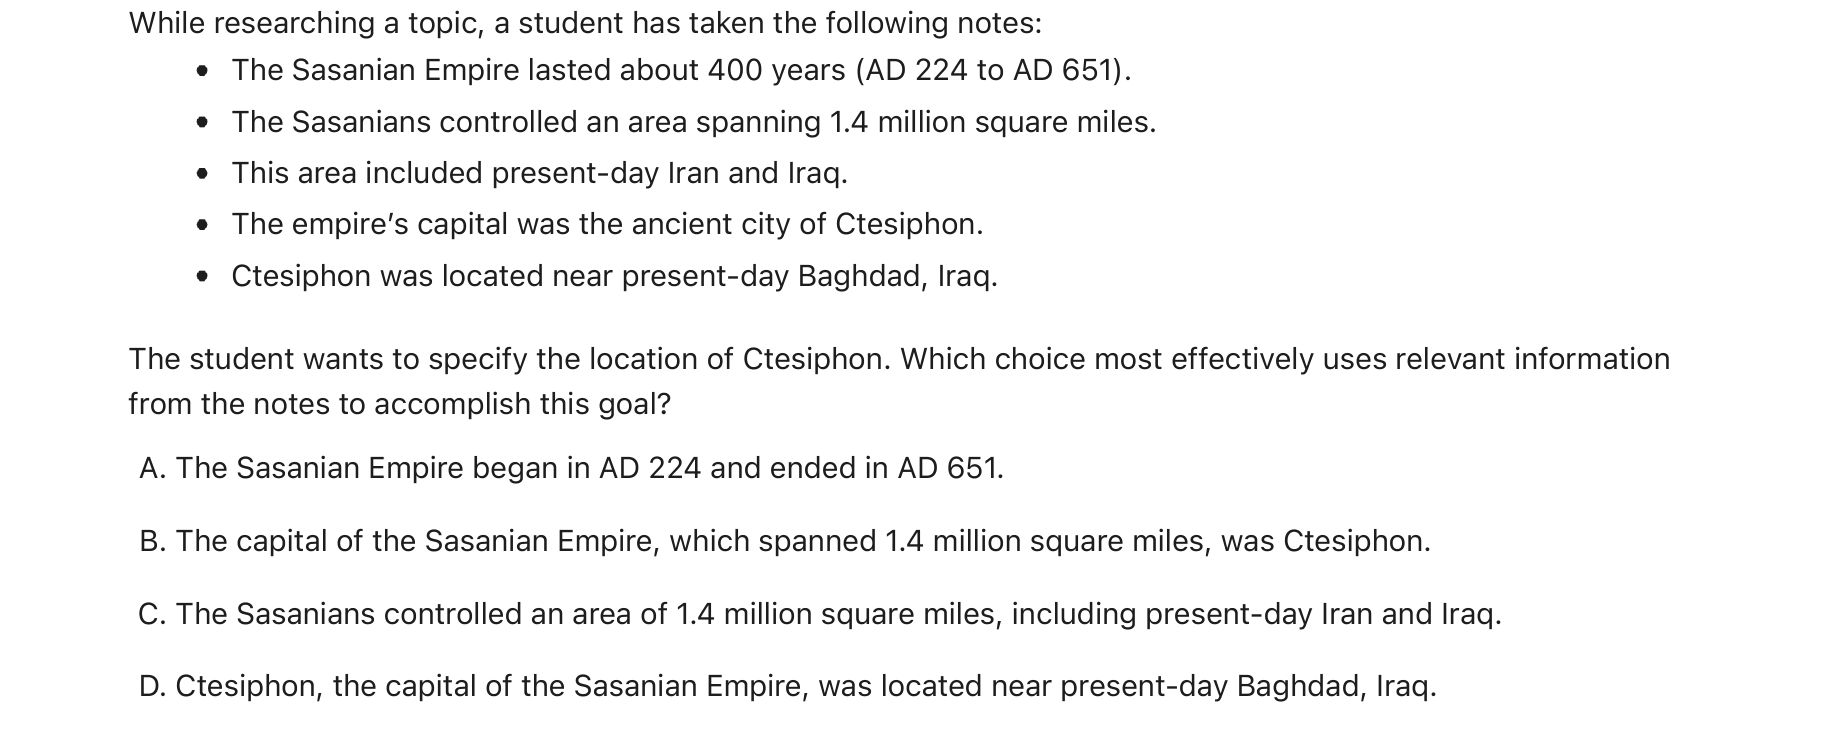 While researching a topic, a student has taken the following notes:
• The Sasanian Empire lasted about 400 years (AD 224 to AD 651).
• The Sasanians controlled an area spanning 1.4 million square miles.
• This area included present-day Iran and Iraq.
• The empire’s capital was the ancient city of Ctesiphon.
• Ctesiphon was located near present-day Baghdad, Iraq.
The student wants to specify the location of Ctesiphon. Which choice most effectively uses relevant information
from the notes to accomplish this goal?
A. The Sasanian Empire began in AD 224 and ended in AD 651.
B. The capital of the Sasanian Empire, which spanned 1.4 million square miles, was Ctesiphon.
C. The Sasanians controlled an area of 1.4 million square miles, including present-day Iran and Iraq.
D. Ctesiphon, the capital of the Sasanian Empire, was located near present-day Baghdad, Iraq.